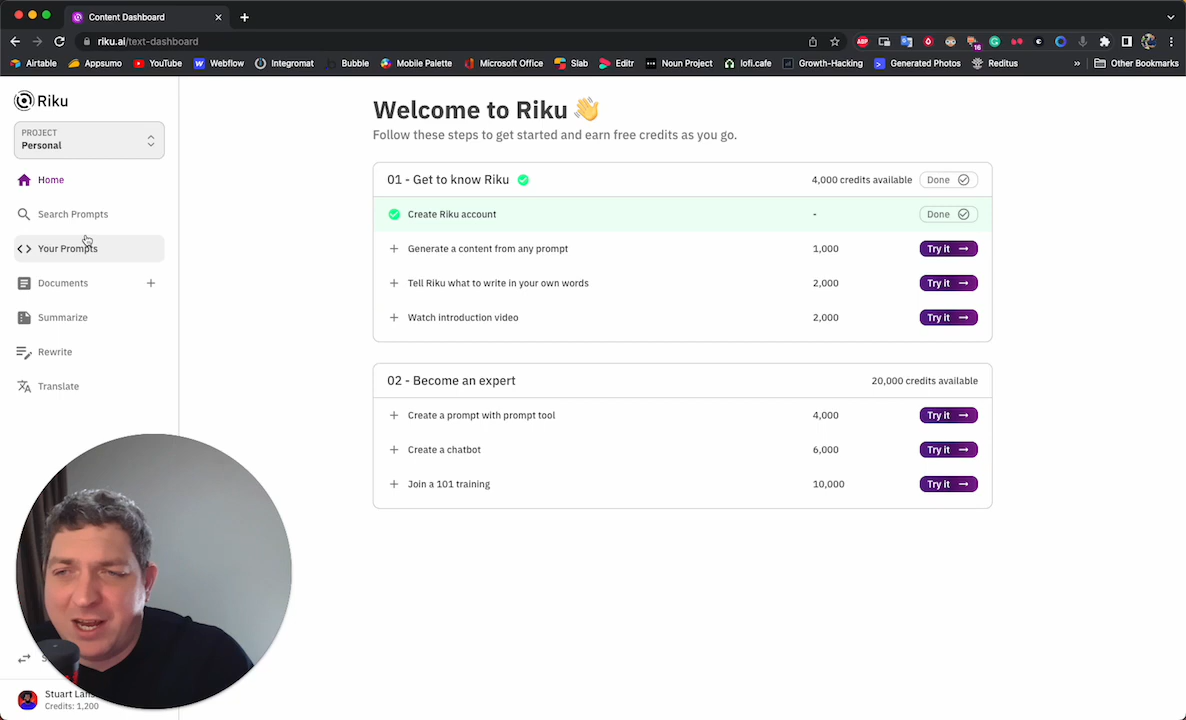 Content Dashboard
riku.ai/text-dashboard
Airtable Appsumo YouTube Webflow Integromat Bubble Mobile Palette Microsoft Office Slab Editr Noun Project lofi.cafe Growth-Hacking Generated Photos Reditus » Other Bookmarks
Riku
PROJECT
Personal
Home
Search Prompts
Your Prompts
Documents
Summarize
Rewrite
Translate
Stuart
Credits: 1,200
Welcome to Riku 👋
Follow these steps to get started and earn free credits as you go.
01 - Get to know Riku 4,000 credits available Done
Create Riku account - Done
Generate a content from any prompt 1,000 Try it →
Tell Riku what to write in your own words 2,000 Try it →
Watch introduction video 2,000 Try it →
02 - Become an expert 20,000 credits available
Create a prompt with prompt tool 4,000 Try it →
Create a chatbot 6,000 Try it →
Join a 101 training 10,000 Try it →